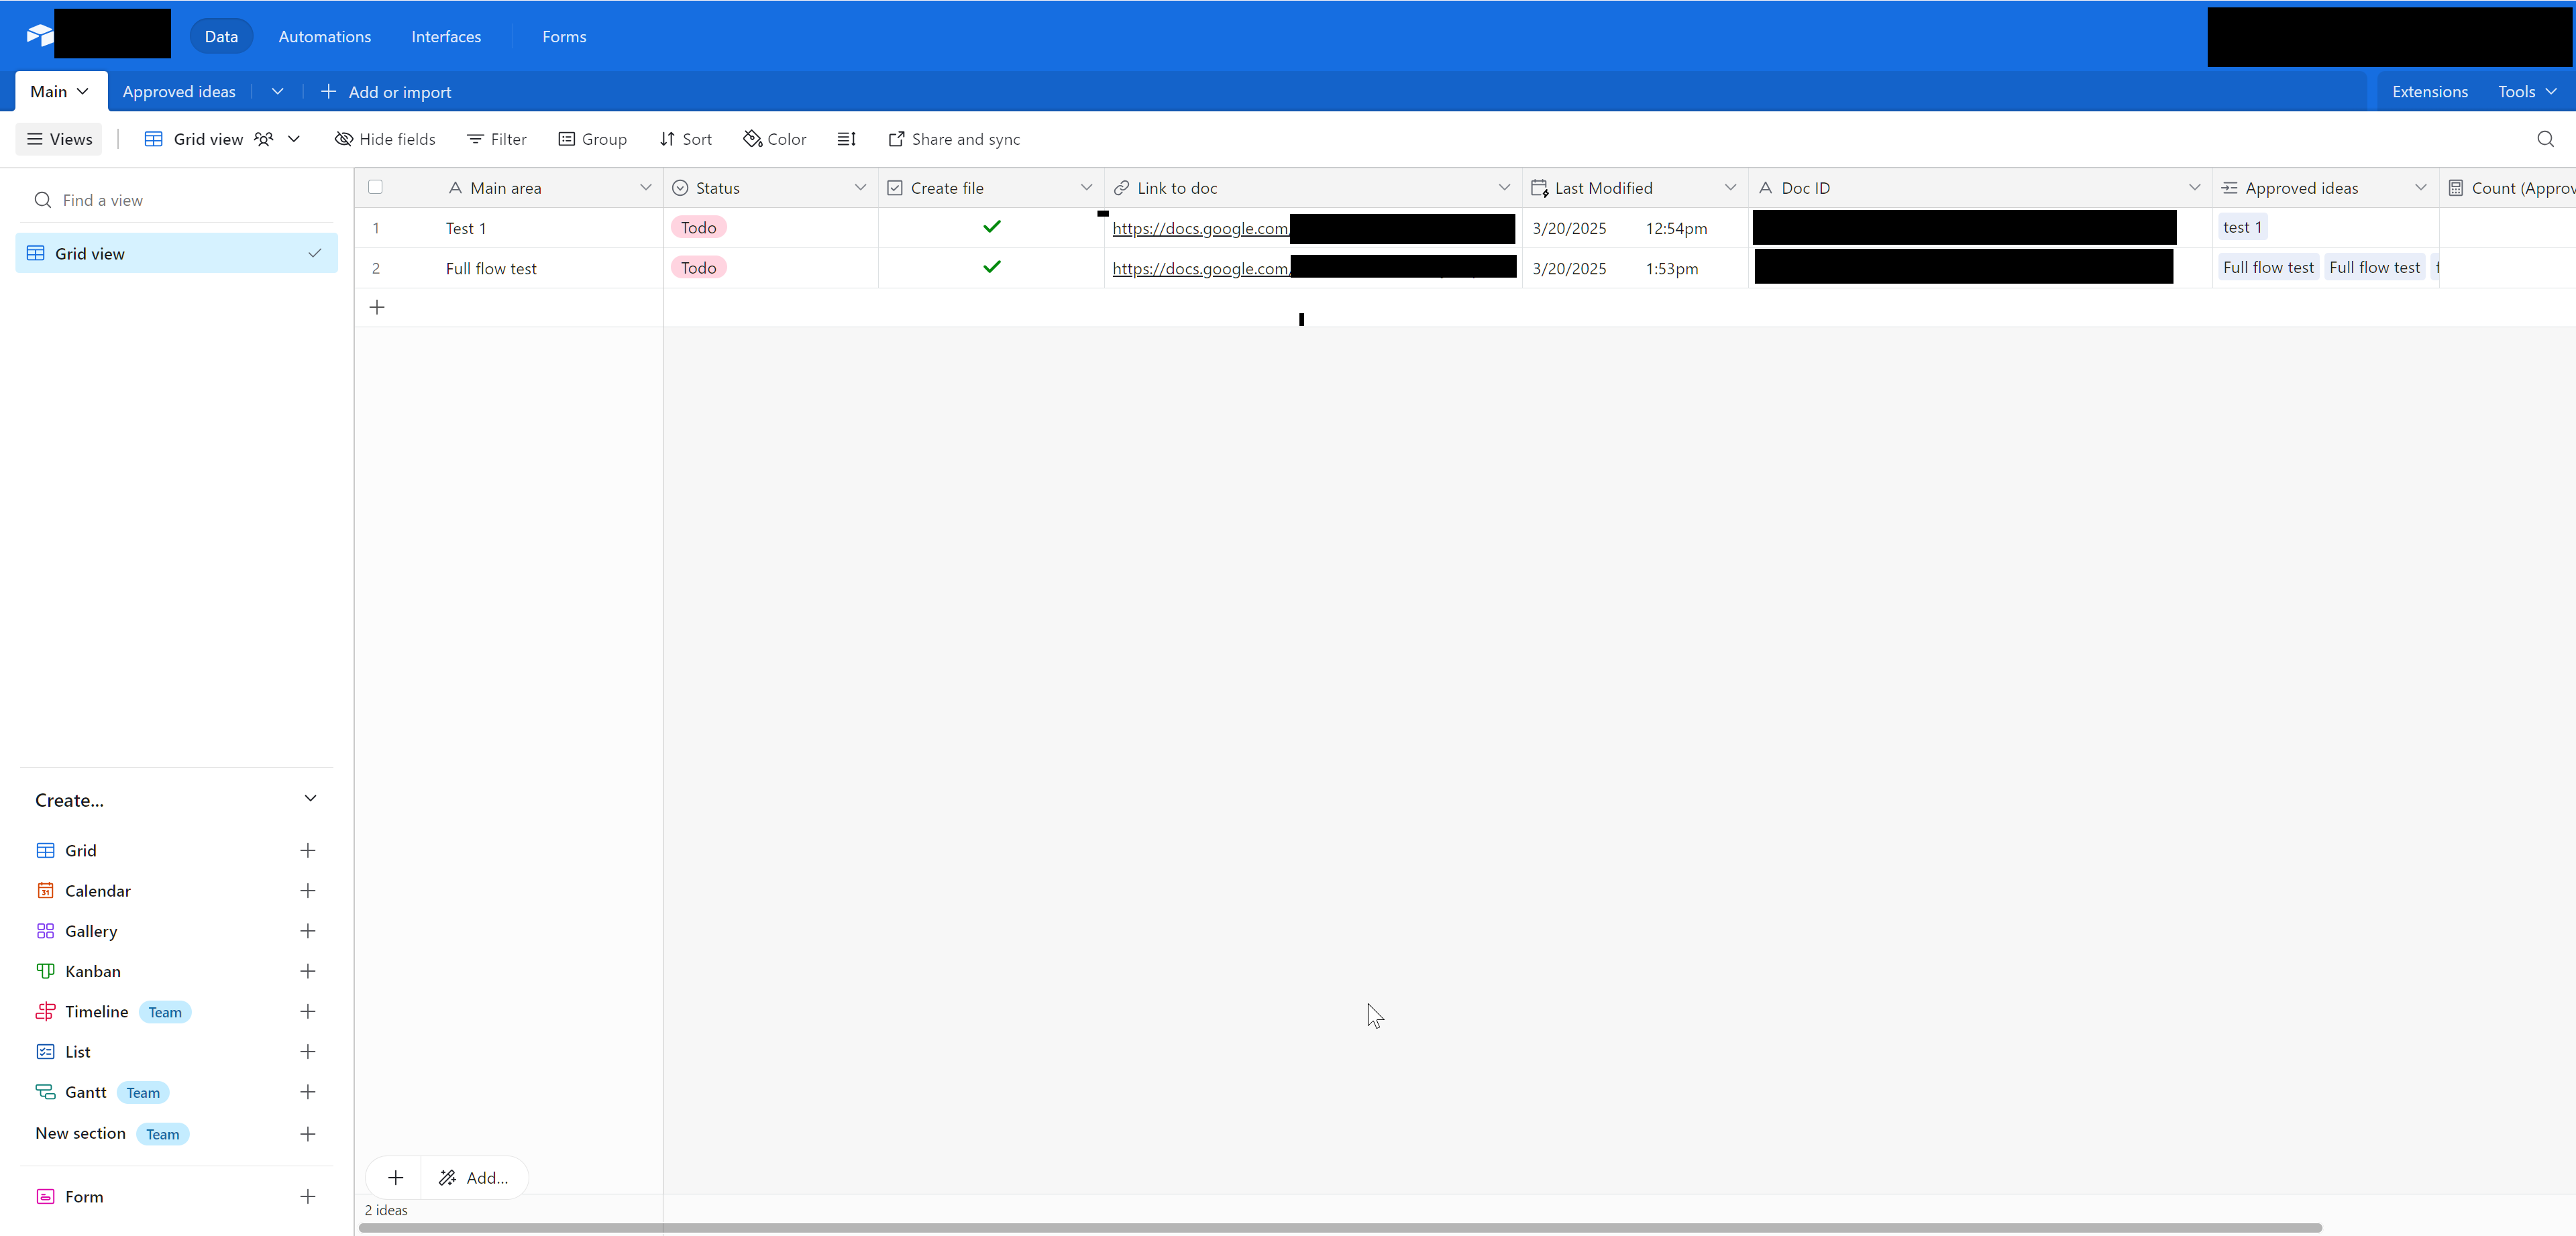 Data Automations Interfaces Forms
Main Approved ideas Add or import Extensions Tools
Views Grid view Hide fields Filter Group Sort Color Share and sync
Find a view
Grid view
Main area Status Create file Link to doc Last Modified Doc ID Approved ideas Count (Approv
1 Test 1 Todo https://docs.google.com/ 3/20/2025 12:54pm test 1
2 Full flow test Todo https://docs.google.com/ 3/20/2025 1:53pm Full flow test Full flow test f
Create...
Grid
Calendar
Gallery
Kanban
Timeline Team
List
Gantt Team
New section Team
Form
Add...
2 ideas